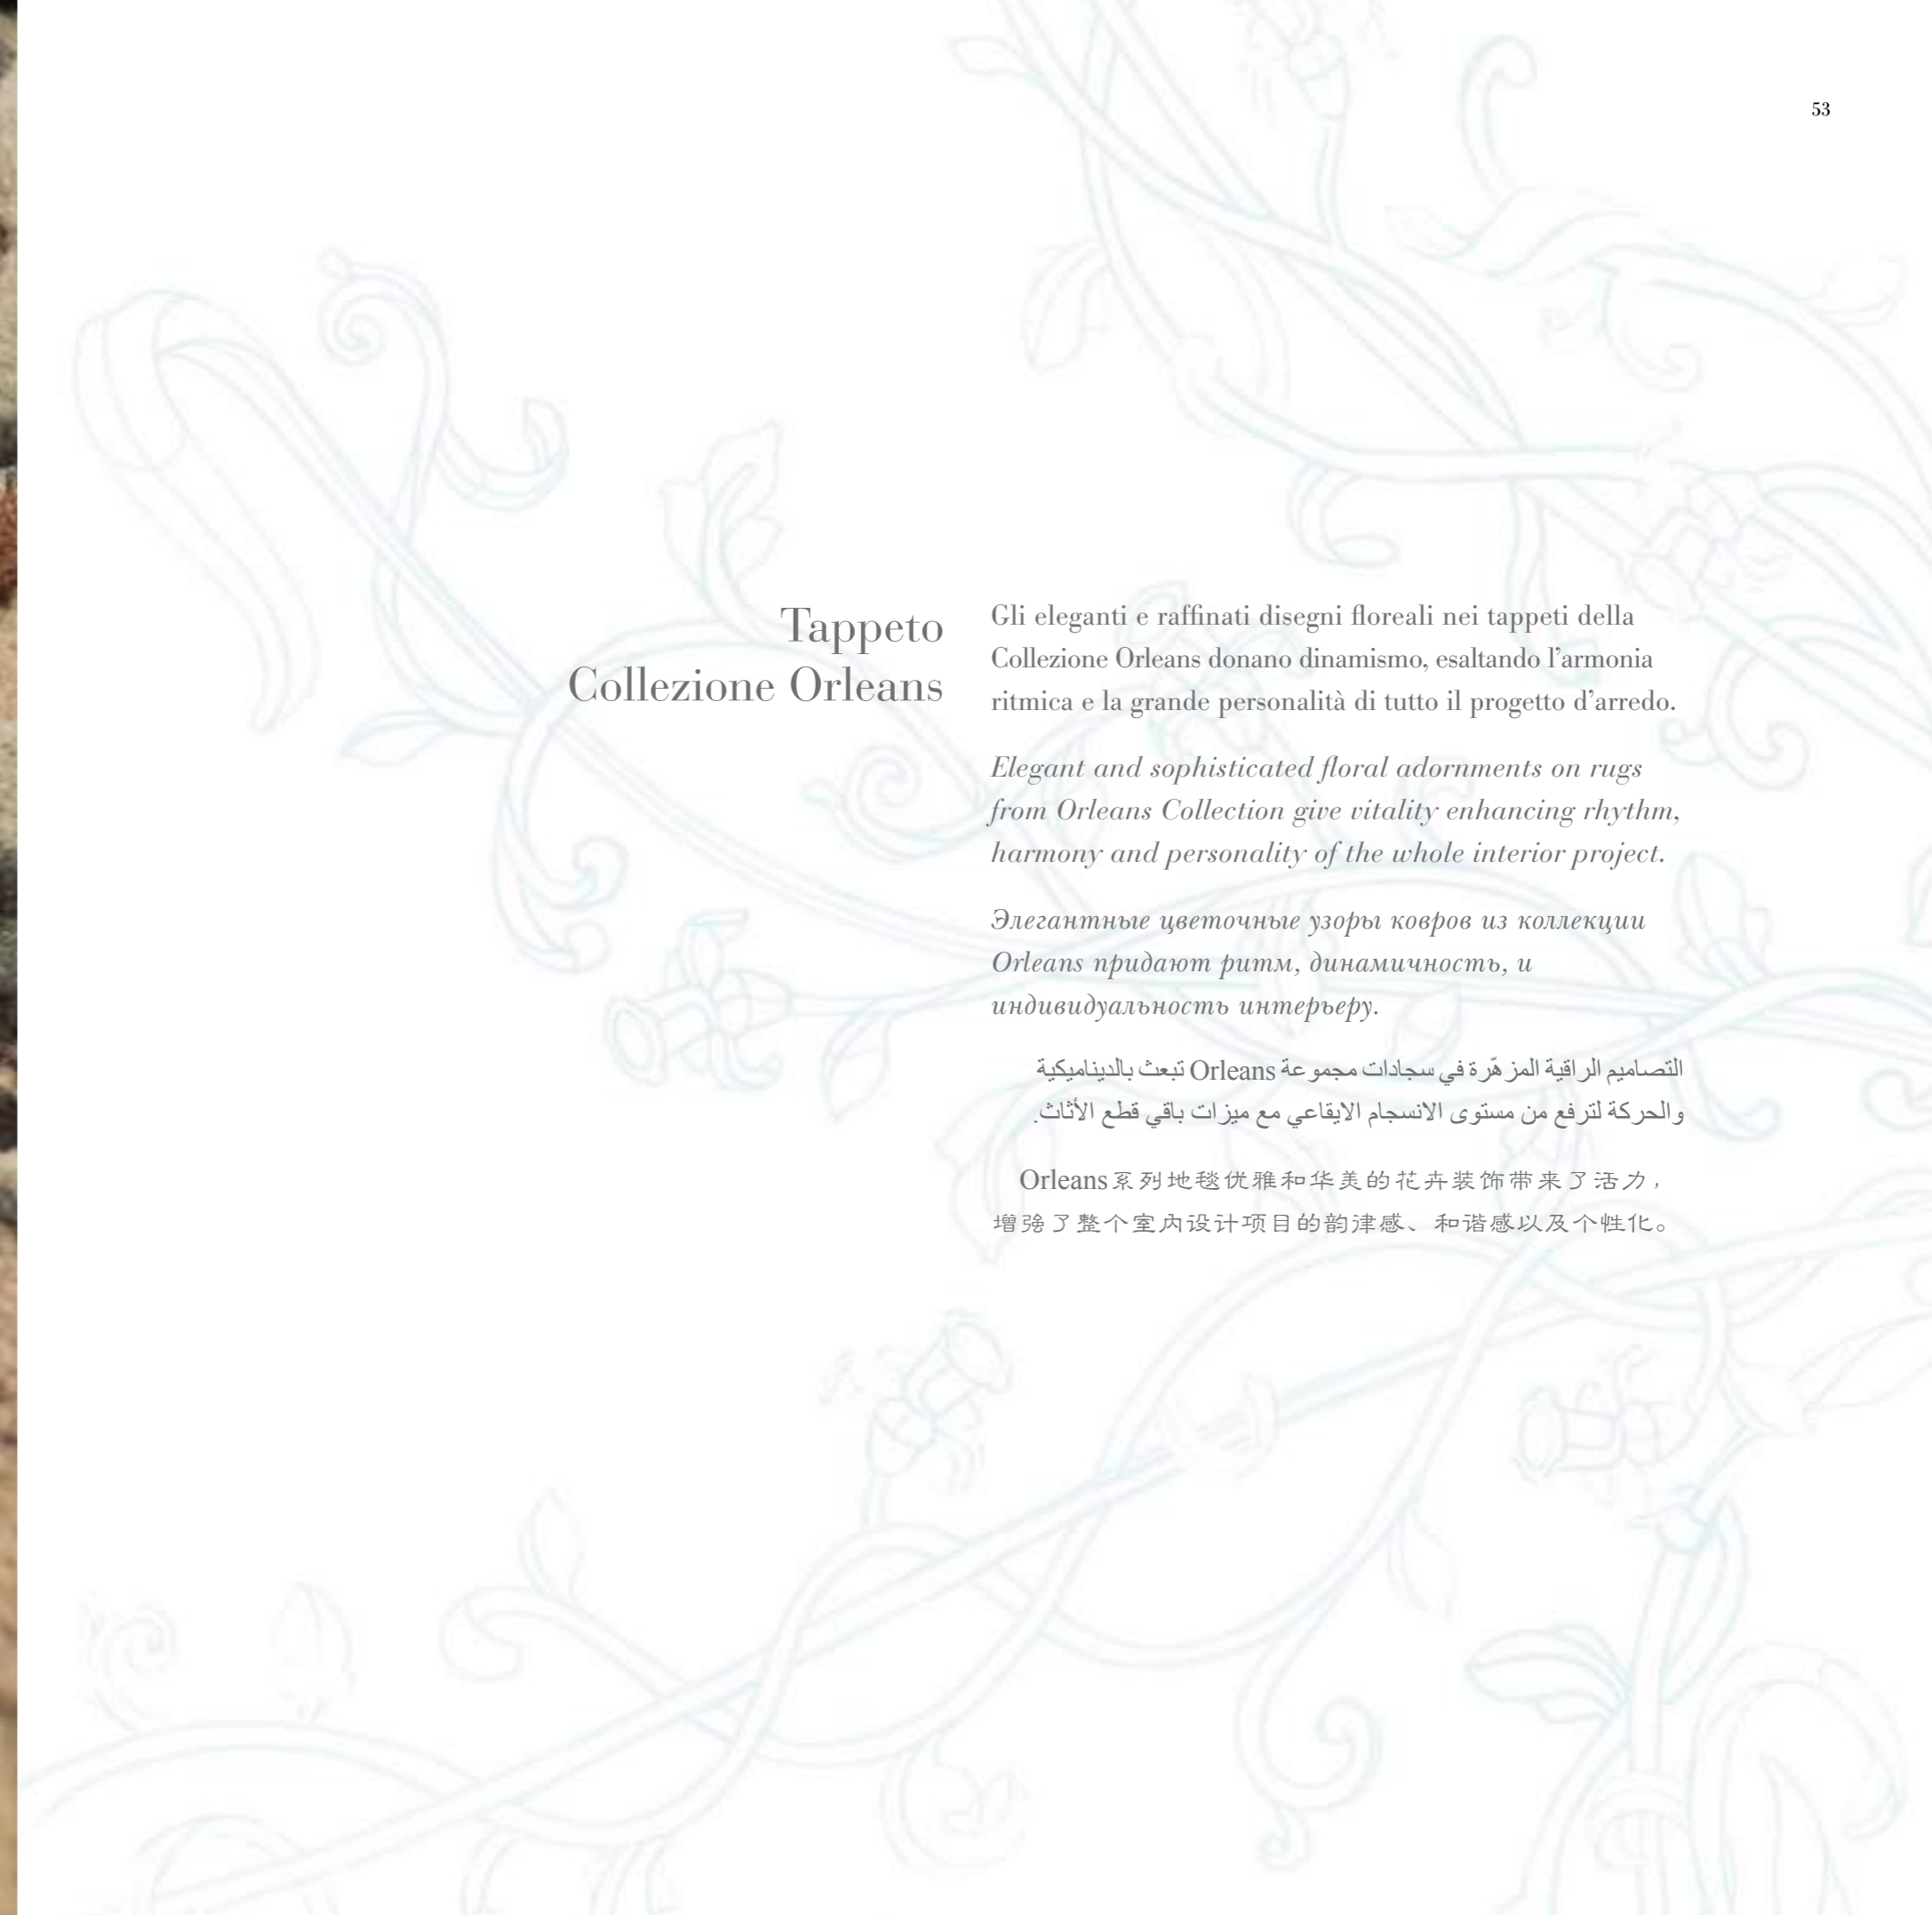 53
Tappeto
Collezione Orleans
Gli eleganti e raffinati disegni floreali nei tappeti della
Collezione Orleans donano dinamismo, esaltando l’armonia
ritmica e la grande personalità di tutto il progetto d’arredo.
Elegant and sophisticated floral adornments on rugs
from Orleans Collection give vitality enhancing rhythm,
harmony and personality of the whole interior project.
Элегантные цветочные узоры ковров из коллекции
Orleans придают ритм, динамичность, и
индивидуальность интерьеру.
التصاميم الراقية المزهّرة في سجادات مجموعة Orleans تبعث بالديناميكية
والحركة لترفع من مستوى الانسجام الايقاعي مع ميزات باقي قطع الأثاث.
Orleans系列地毯优雅和华美的花卉装饰带来了活力，
增强了整个室内设计项目的韵律感、和谐感以及个性化。